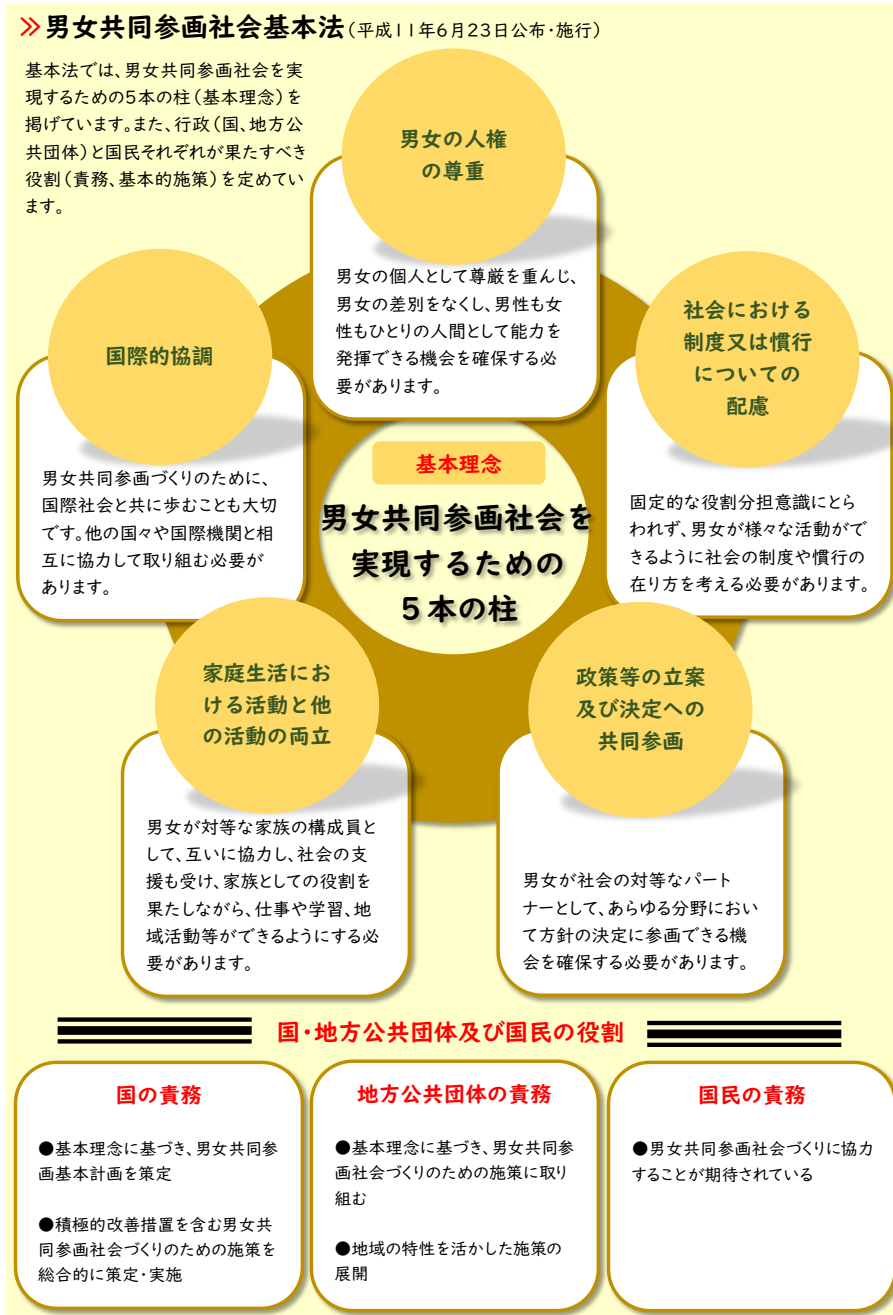 ≫男女共同参画社会基本法(平成11年6月23日公布・施行)
基本法では、男女共同参画社会を実
現するための5本の柱(基本理念)を
掲げています。また、行政(国、地方公
共団体)と国民それぞれが果たすべき
役割(責務、基本的施策)を定めてい
ます。
男女の人権
の尊重
男女の個人として尊厳を重んじ、
男女の差別をなくし、男性も女
性もひとりの人間として能力を
発揮できる機会を確保する必
要があります。
国際的協調
男女共同参画づくりのために、
国際社会と共に歩むことも大切
です。他の国々や国際機関と相
互に協力して取り組む必要が
あります。
社会における
制度又は慣行
についての
配慮
固定的な役割分担意識にとら
われず、男女が様々な活動がで
きるように社会の制度や慣行の
在り方を考える必要があります。
基本理念
男女共同参画社会を
実現するための
5本の柱
家庭生活にお
ける活動と他
の活動の両立
男女が対等な家族の構成員と
して、互いに協力し、社会の支
援も受け、家族としての役割を
果たしながら、仕事や学習、地
域活動等ができるようにする必
要があります。
政策等の立案
及び決定への
共同参画
男女が社会の対等なパート
ナーとして、あらゆる分野におい
て方針の決定に参画できる機
会を確保する必要があります。
国・地方公共団体及び国民の役割
国の責務
●基本理念に基づき、男女共同参
画基本計画を策定
●積極的改善措置を含む男女共
同参画社会づくりのための施策を
総合的に策定・実施
地方公共団体の責務
●基本理念に基づき、男女共同参
画社会づくりのための施策に取り
組む
●地域の特性を活かした施策の
展開
国民の責務
●男女共同参画社会づくりに協力
することが期待されている